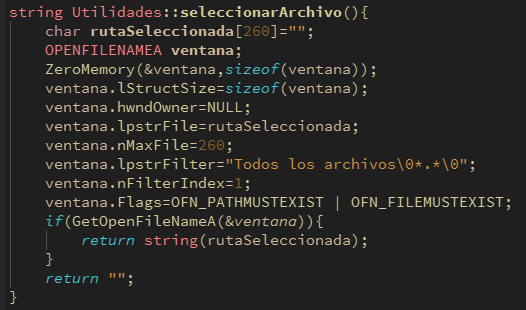 string Utilidades::seleccionarArchivo(){
    char rutaSeleccionada[260]="";
    OPENFILENAMEA ventana;
    ZeroMemory(&ventana,sizeof(ventana));
    ventana.lStructSize=sizeof(ventana);
    ventana.hwndOwner=NULL;
    ventana.lpstrFile=rutaSeleccionada;
    ventana.nMaxFile=260;
    ventana.lpstrFilter="Todos los archivos\0*.*\0";
    ventana.nFilterIndex=1;
    ventana.Flags=OFN_PATHMUSTEXIST | OFN_FILEMUSTEXIST;
    if(GetOpenFileNameA(&ventana)){
        return string(rutaSeleccionada);
    }
    return "";
}